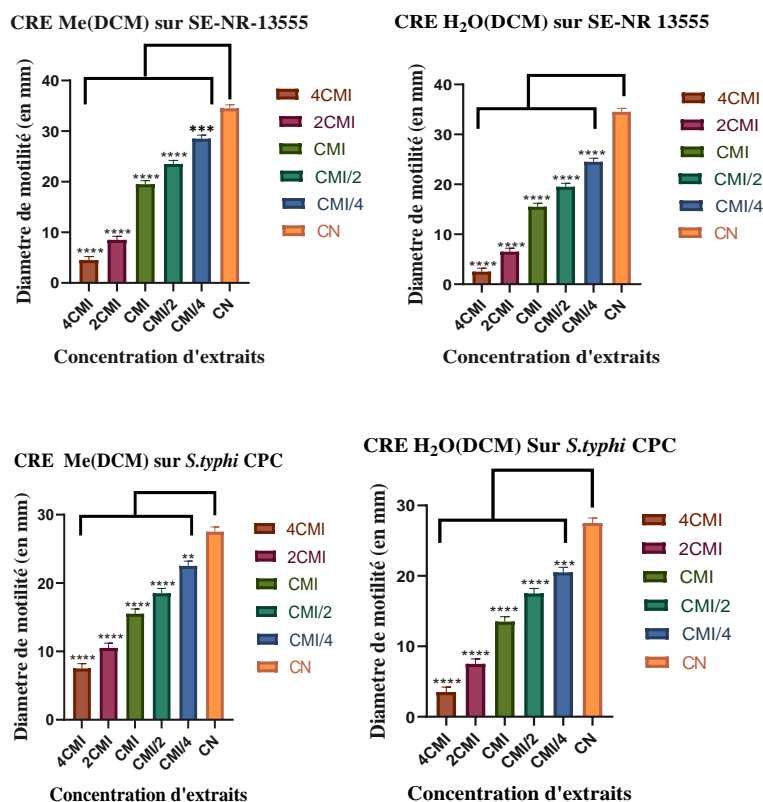 CRE Me(DCM) sur SE-NR-13555
Diametre de motilité (en mm)
40
30
20
10
0
****
****
****
****
***
4CMI
2CMI
CMI
CMI/2
CMI/4
CN
Concentration d'extraits
4CMI
2CMI
CMI
CMI/2
CMI/4
CN
CRE H₂O(DCM) sur SE-NR 13555
Diametre de motilité (en mm)
40
30
20
10
0
****
****
****
****
****
4CMI
2CMI
CMI
CMI/2
CMI/4
CN
Concentration d'extraits
4CMI
2CMI
CMI
CMI/2
CMI/4
CN
CRE Me(DCM) sur S.typhi CPC
Diametre de motilité (en mm)
30
20
10
0
****
****
****
****
**
4CMI
2CMI
CMI
CMI/2
CMI/4
CN
Concentration d'extraits
4CMI
2CMI
CMI
CMI/2
CMI/4
CN
CRE H₂O(DCM) Sur S.typhi CPC
Diametre de motilité (en mm)
30
20
10
0
****
****
****
****
***
4CMI
2CMI
CMI
CMI/2
CMI/4
CN
Concentration d'extraits
4CMI
2CMI
CMI
CMI/2
CMI/4
CN